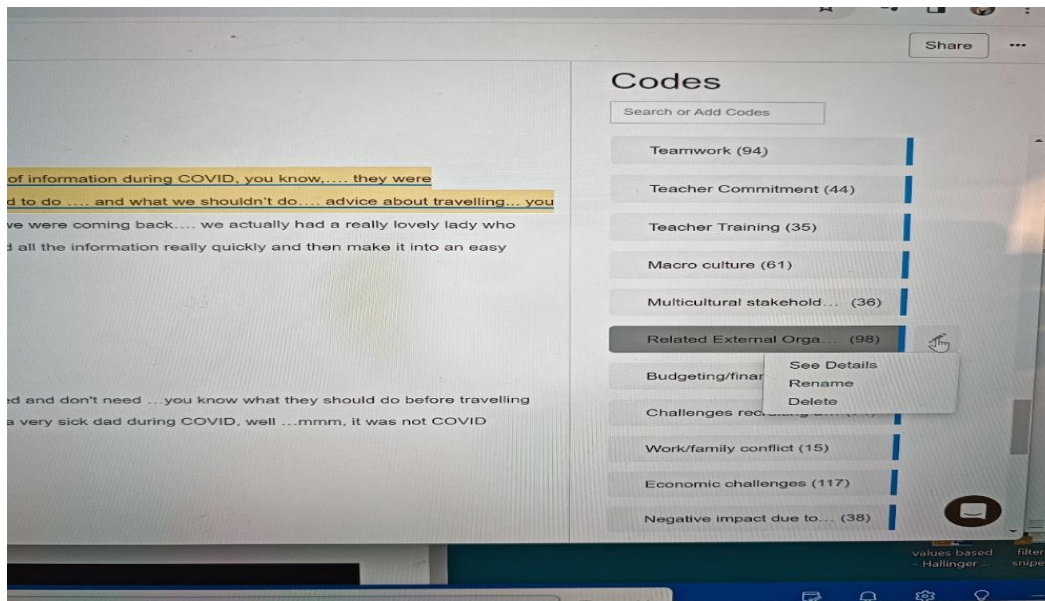 Share
Codes
Search or Add Codes
Teamwork (94)
of information during COVID, you know,.... they were
Teacher Commitment (44)
d to do .... and what we shouldn't do.... advice about travelling... you
ve were coming back.... we actually had a really lovely lady who
Teacher Training (35)
all the information really quickly and then make it into an easy
Macro culture (61)
Multicultural stakehold... (36)
Related External Orga... (98)
See Details
Budgeting/finan
Rename
ed and don't need ...you know what they should do before travelling
Delete
Challenges
a very sick dad during COVID, well ...mmm, it was not COVID
Work/family conflict (15)
Economic challenges (117)
Negative impact due to... (38)
values based
filter
- Hallinger ...
snipe